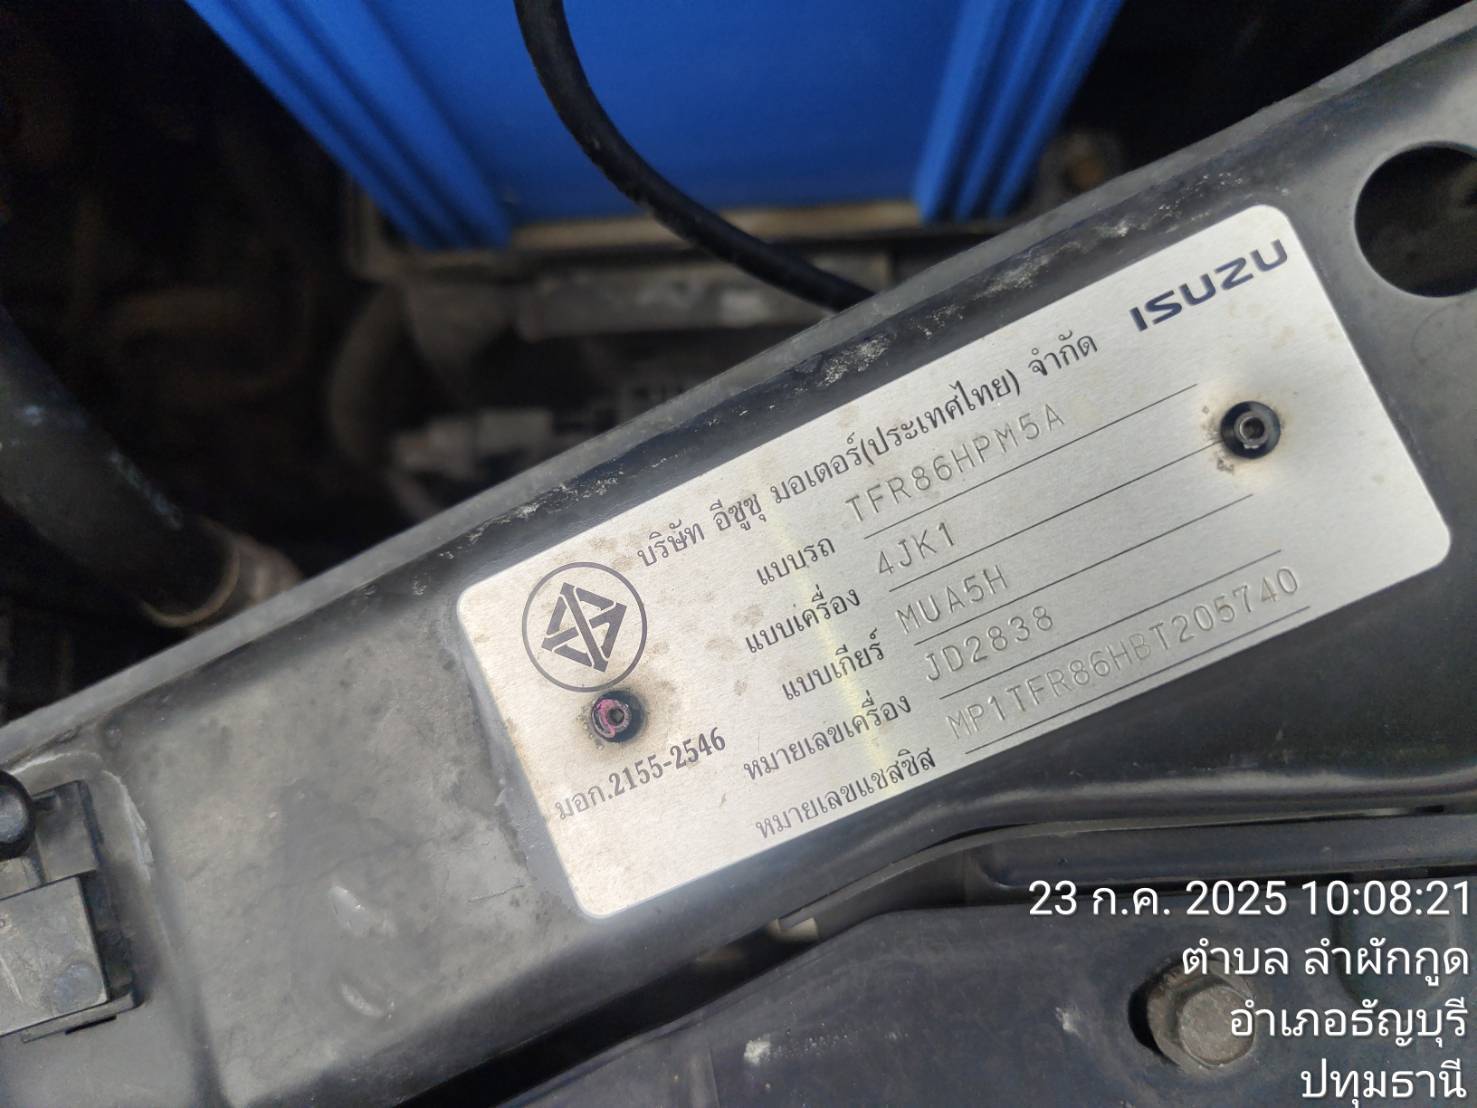 ISUZU
บริษัท อีซูซุ มอเตอร์(ประเทศไทย) จำกัด
แบบรถ TFR86HPM5A
แบบเครื่อง 4JK1
แบบเกียร์ MUA5H
หมายเลขเครื่อง JD2838
หมายเลขแชสซิส MP1TFR86HBT205740
มอก.2155-2546
23 ก.ค. 2025 10:08:21
ตำบล ลำผักกูด
อำเภอธัญบุรี
ปทุมธานี